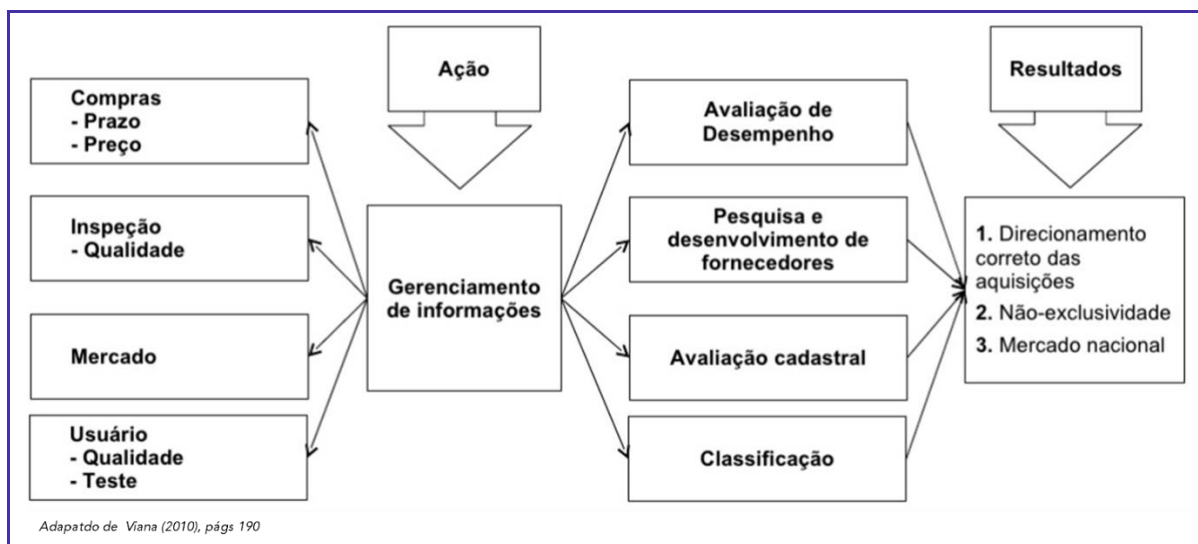 Compras
- Prazo
- Preço
Inspeção
- Qualidade
Mercado
Usuário
- Qualidade
- Teste
Ação
Gerenciamento
de informações
Avaliação de
Desempenho
Pesquisa e
desenvolvimento de
fornecedores
Avaliação cadastral
Classificação
Resultados
1. Direcionamento
correto das
aquisições
2. Não-exclusividade
3. Mercado nacional
Adapatdo de Viana (2010), págs 190